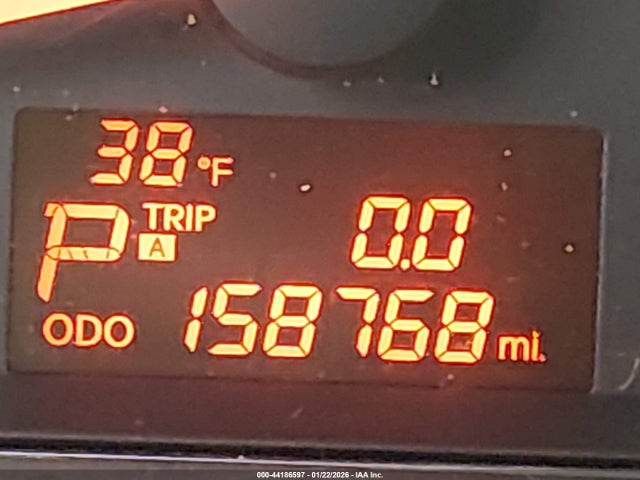 38 °F
P TRIP A 0.0
ODO 158768 mi.
000-44186597 - 01/22/2026 - IAA Inc.